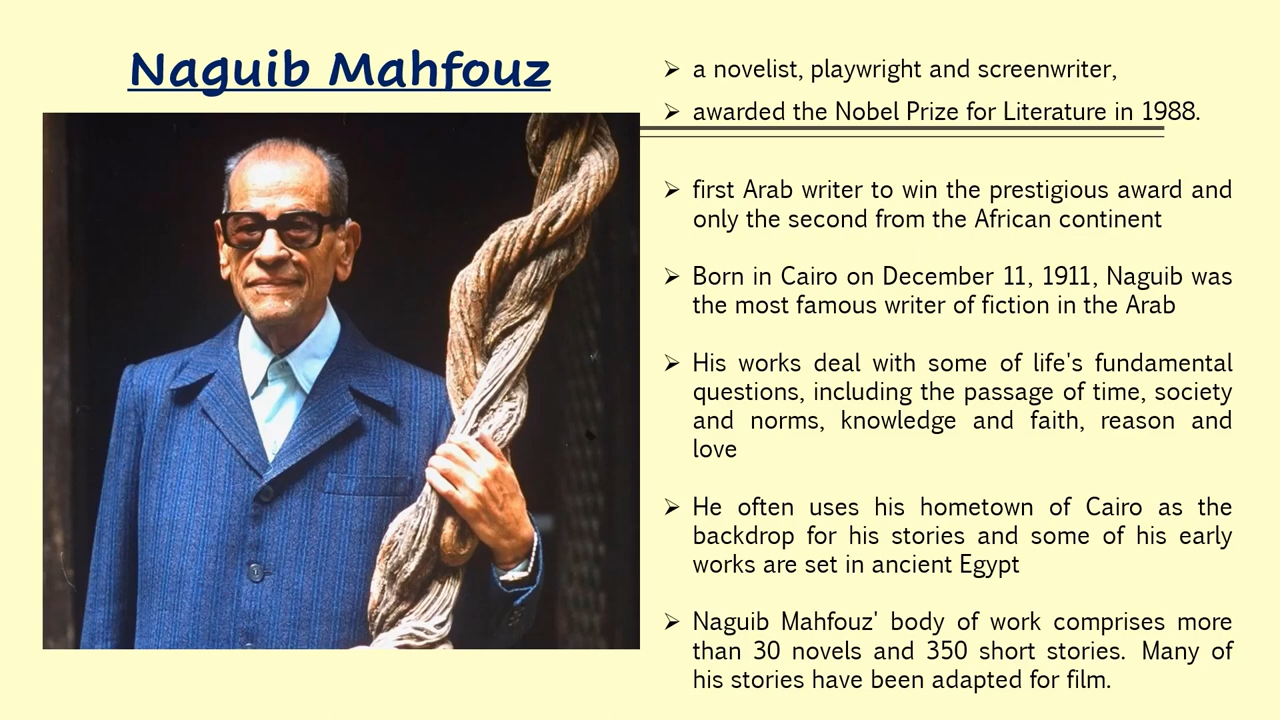 Naguib Mahfouz
➢ a novelist, playwright and screenwriter,
➢ awarded the Nobel Prize for Literature in 1988.
➢ first Arab writer to win the prestigious award and
only the second from the African continent
➢ Born in Cairo on December 11, 1911, Naguib was
the most famous writer of fiction in the Arab
➢ His works deal with some of life's fundamental
questions, including the passage of time, society
and norms, knowledge and faith, reason and
love
➢ He often uses his hometown of Cairo as the
backdrop for his stories and some of his early
works are set in ancient Egypt
➢ Naguib Mahfouz' body of work comprises more
than 30 novels and 350 short stories. Many of
his stories have been adapted for film.